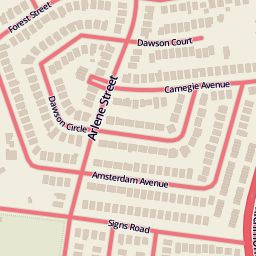 Forest Street
Dawson Court
Carnegie Avenue
Arlene Street
Dawson Circle
Amsterdam Avenue
Signs Road